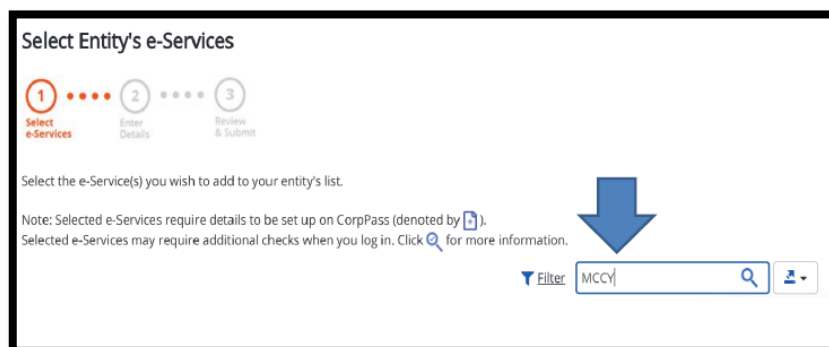 Select Entity's e-Services
1 2 3
Select e-Services
Enter Details
Review & Submit
Select the e-Service(s) you wish to add to your entity's list.
Note: Selected e-Services require details to be set up on CorpPass (denoted by ).
Selected e-Services may require additional checks when you log in. Click for more information.
Filter MCCY